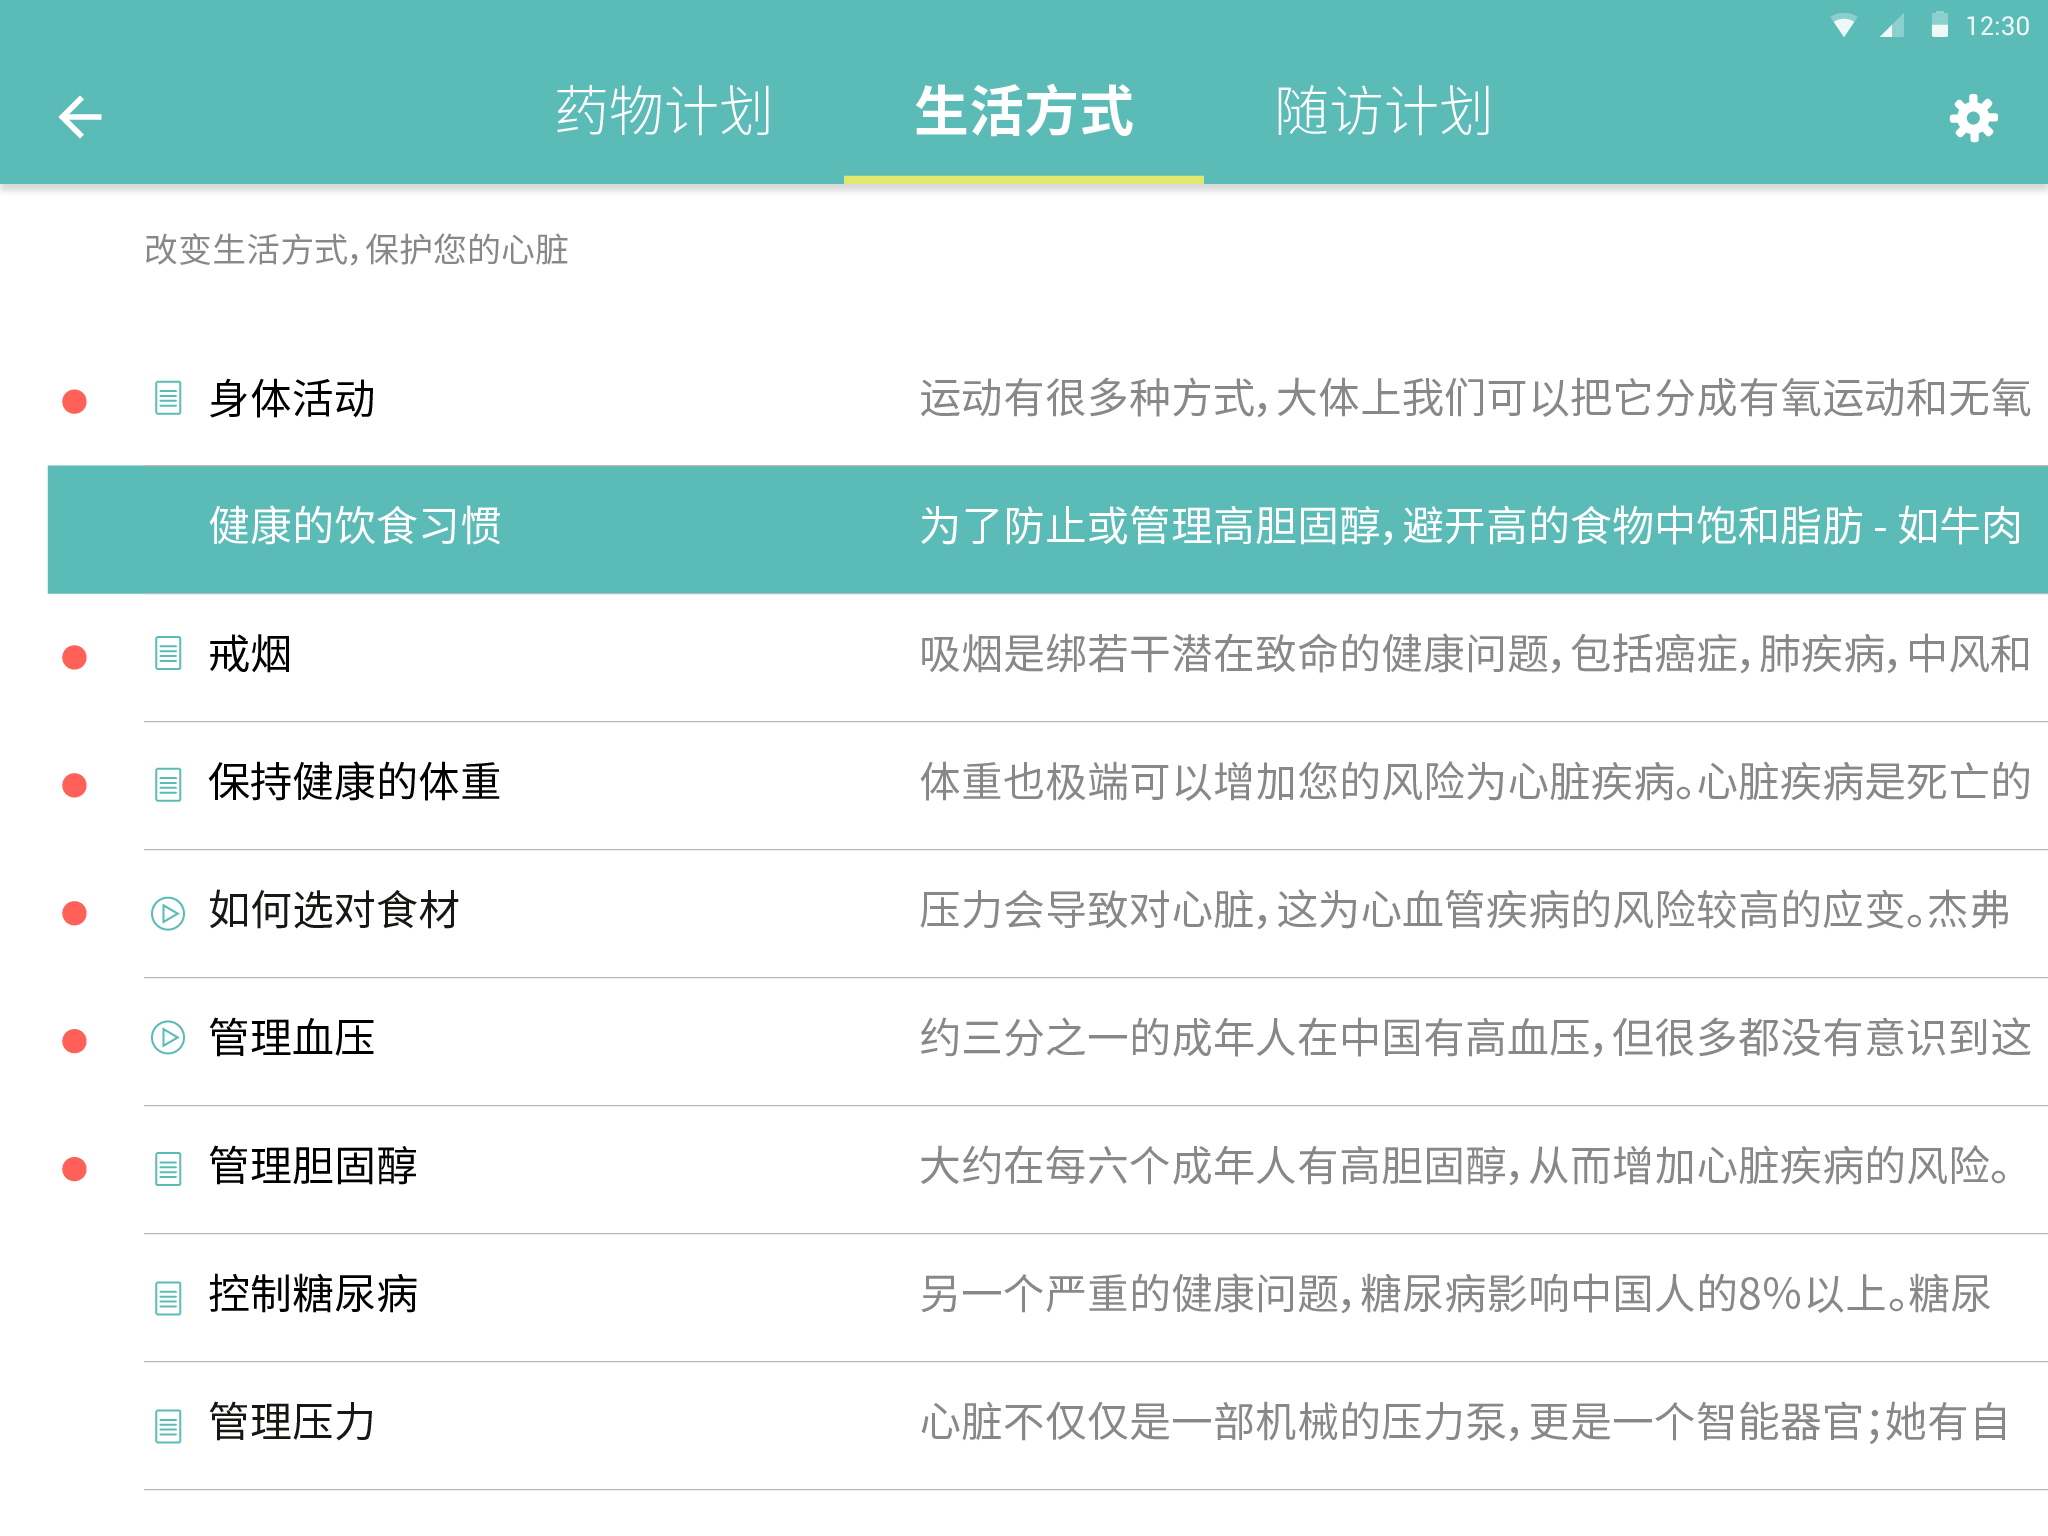 12:30
药物计划 生活方式 随访计划
改变生活方式，保护您的心脏
身体活动 运动有很多种方式，大体上我们可以把它分成有氧运动和无氧
健康的饮食习惯 为了防止或管理高胆固醇，避开高的食物中饱和脂肪 - 如牛肉
戒烟 吸烟是绑若干潜在致命的健康问题，包括癌症，肺疾病，中风和
保持健康的体重 体重也极端可以增加您的风险为心脏疾病。心脏疾病是死亡的
如何选对食材 压力会导致对心脏，这为心血管疾病的风险较高的应变。杰弗
管理血压 约三分之一的成年人在中国有高血压，但很多都没有意识到这
管理胆固醇 大约在每六个成年人有高胆固醇，从而增加心脏疾病的风险。
控制糖尿病 另一个严重的健康问题，糖尿病影响中国人的8%以上。糖尿
管理压力 心脏不仅仅是一部机械的压力泵，更是一个智能器官；她有自